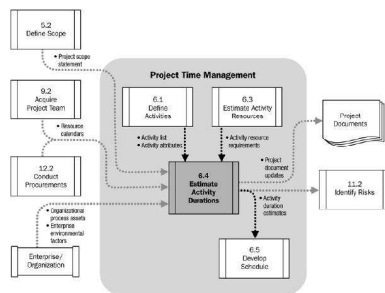 5.2
Define Scope
• Project scope
statement
9.2
Acquire
Project Team
• Resource
calendars
12.2
Conduct
Procurements
• Organizational
process assets
• Enterprise
environmental
factors
Enterprise/
Organization
Project Time Management
6.1
Define
Activities
• Activity list
• Activity attributes
6.3
Estimate Activity
Resources
• Activity resource
requirements
6.4
Estimate
Activity
Durations
• Project
document
updates
• Activity
duration
estimates
6.5
Develop
Schedule
Project
Documents
11.2
Identify Risks